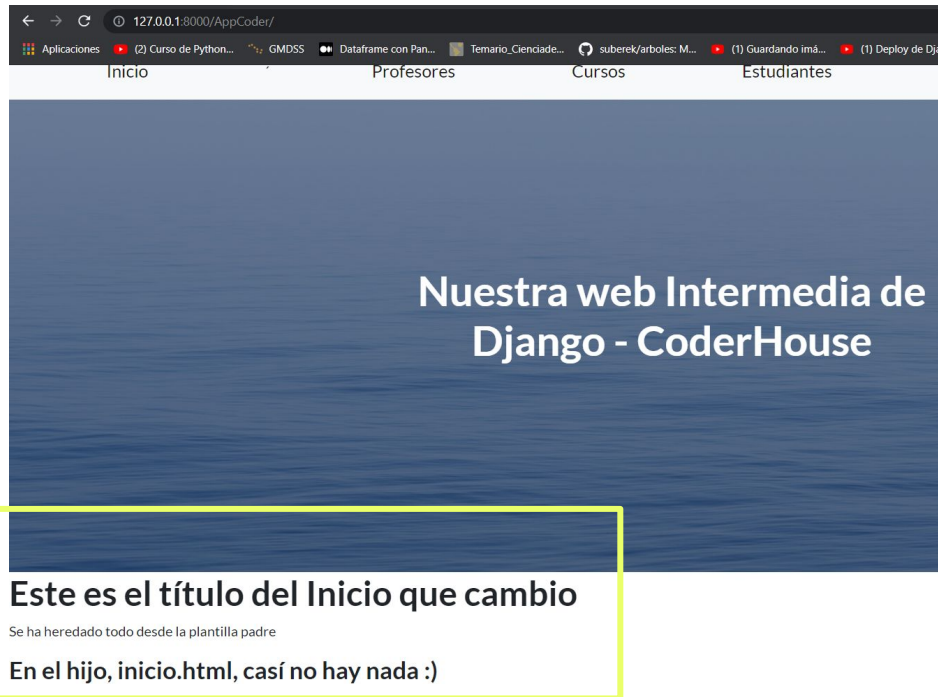 127.0.0.1:8000/AppCoder/
Aplicaciones (2) Curso de Python... GMDSS Dataframe con Pan... Temario_Cienciade... suberek/arboles: M... (1) Guardando imá... (1) Deploy de Dja
Inicio Profesores Cursos Estudiantes
Nuestra web Intermedia de
Django - CoderHouse
Este es el título del Inicio que cambio
Se ha heredado todo desde la plantilla padre
En el hijo, inicio.html, casí no hay nada :)